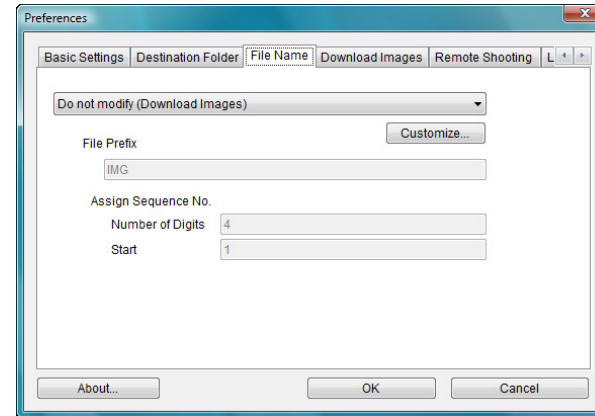 Preferences
Basic Settings Destination Folder File Name Download Images Remote Shooting L
Do not modify (Download Images)
Customize...
File Prefix
IMG
Assign Sequence No.
Number of Digits 4
Start 1
About... OK Cancel